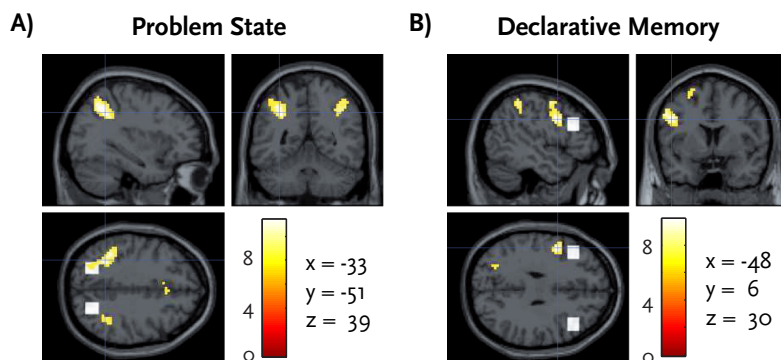 A) Problem State
8
4
0
x = -33
y = -51
z = 39
B) Declarative Memory
8
4
0
x = -48
y = 6
z = 30